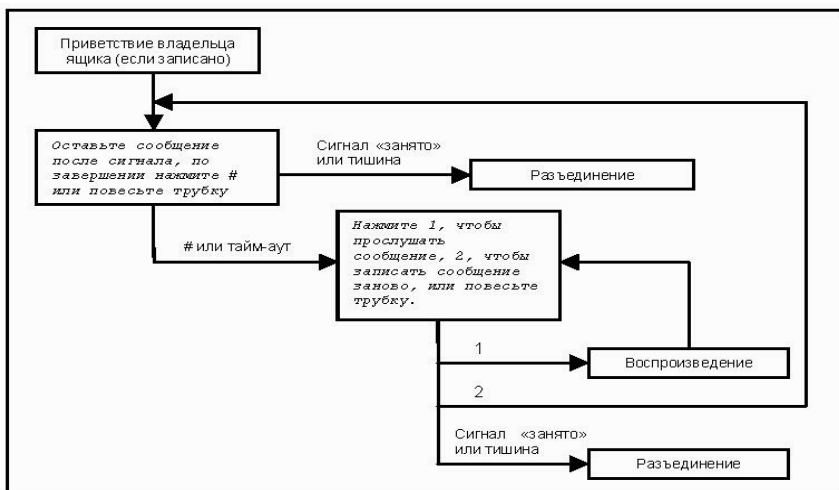 Приветствие владельца
ящика (если записано)
Оставьте сообщение
после сигнала, по
завершении нажмите #
или повесьте трубку
Сигнал «занято»
или тишина
Разъединение
# или тайм-аут
Нажмите 1, чтобы
прослушать
сообщение, 2, чтобы
записать сообщение
заново, или повесьте
трубку.
1
Воспроизведение
2
Сигнал «занято»
или тишина
Разъединение